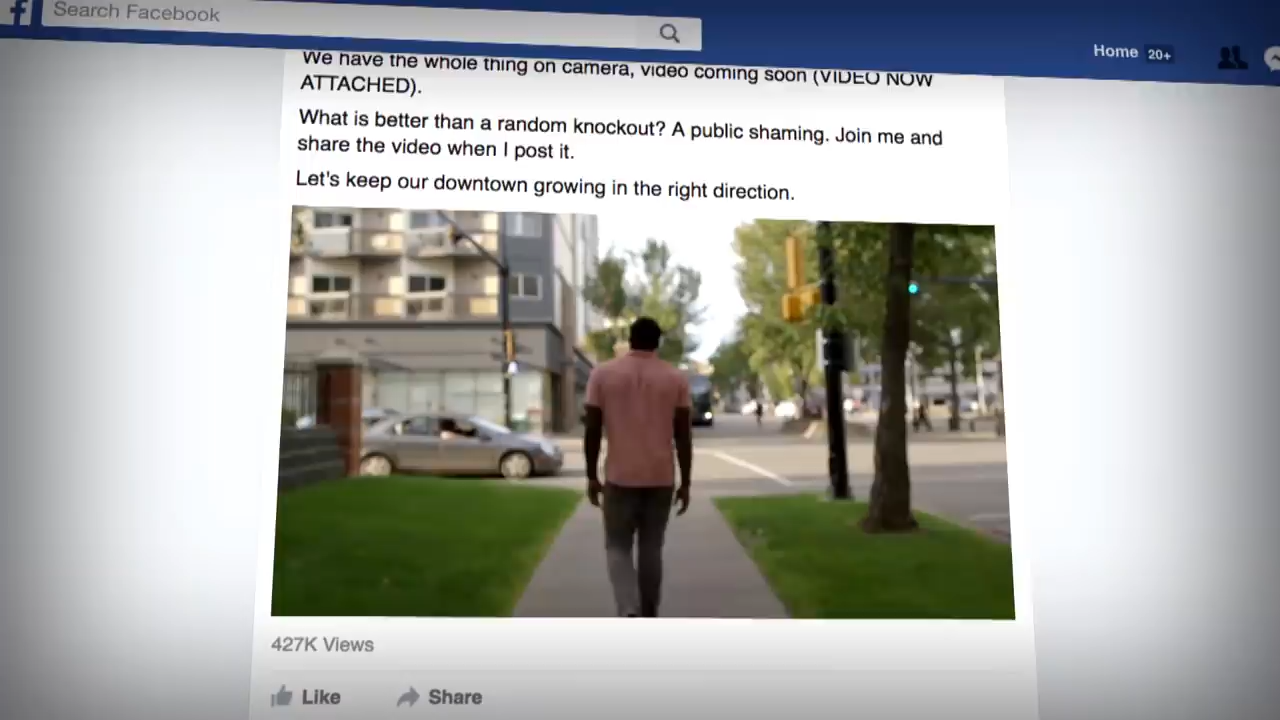 Search Facebook
Home 20+
We have the whole thing on camera, video coming soon (VIDEO NOW
ATTACHED).
What is better than a random knockout? A public shaming. Join me and
share the video when I post it.
Let's keep our downtown growing in the right direction.
427K Views
Like Share